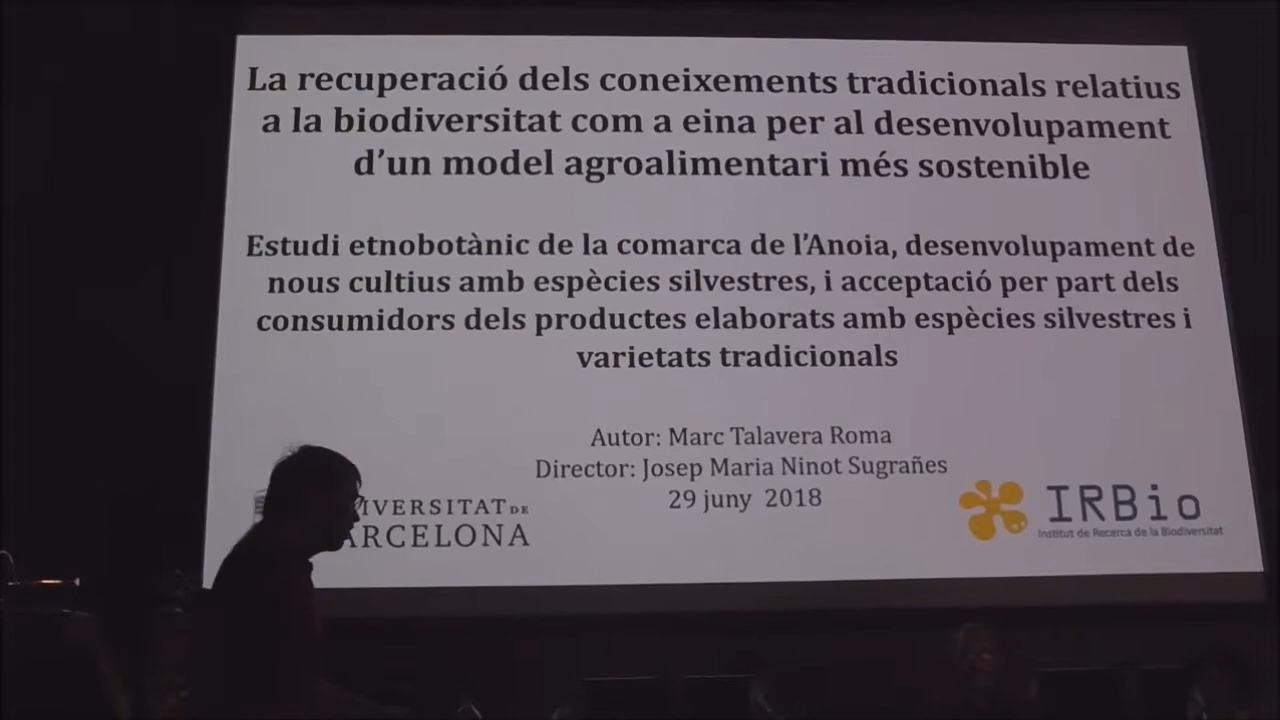 La recuperació dels coneixements tradicionals relatius
a la biodiversitat com a eina per al desenvolupament
d'un model agroalimentari més sostenible
Estudi etnobotànic de la comarca de l'Anoia, desenvolupament de
nous cultius amb espècies silvestres, i acceptació per part dels
consumidors dels productes elaborats amb espècies silvestres i
varietats tradicionals
Autor: Marc Talavera Roma
Director: Josep Maria Ninot Sugrañes
29 juny 2018
IVERSITAT DE
ARCELONA
IRBio
Institut de Recerca de la Biodiversitat